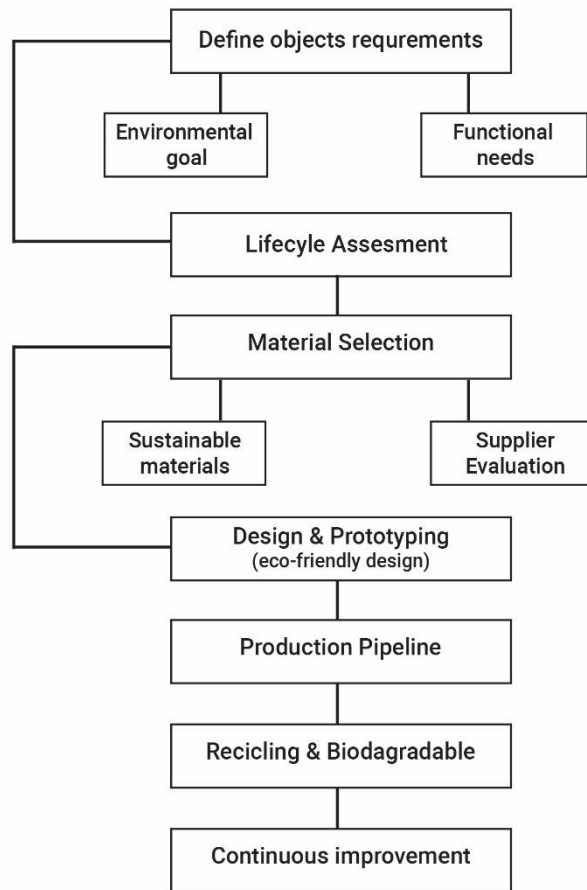 Define objects requrements
Environmental
goal
Functional
needs
Lifecyle Assesment
Material Selection
Sustainable
materials
Supplier
Evaluation
Design & Prototyping
(eco-friendly design)
Production Pipeline
Recicling & Biodagradable
Continuous improvement